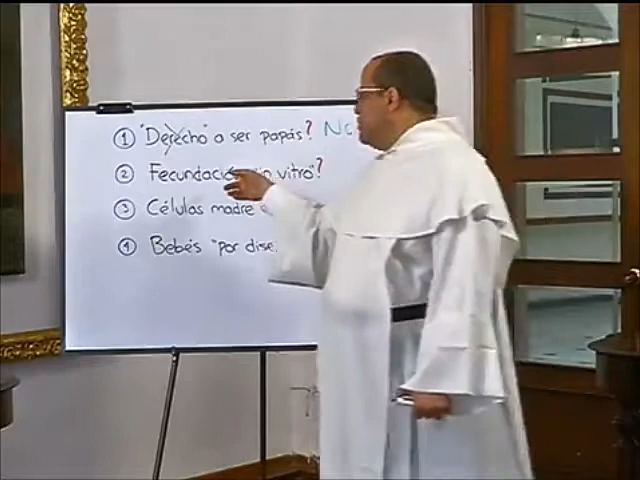 ① "Derecho" a ser papás? No
② Fecundación in vitro"?
③ Células madre
④ Bebés "por dise